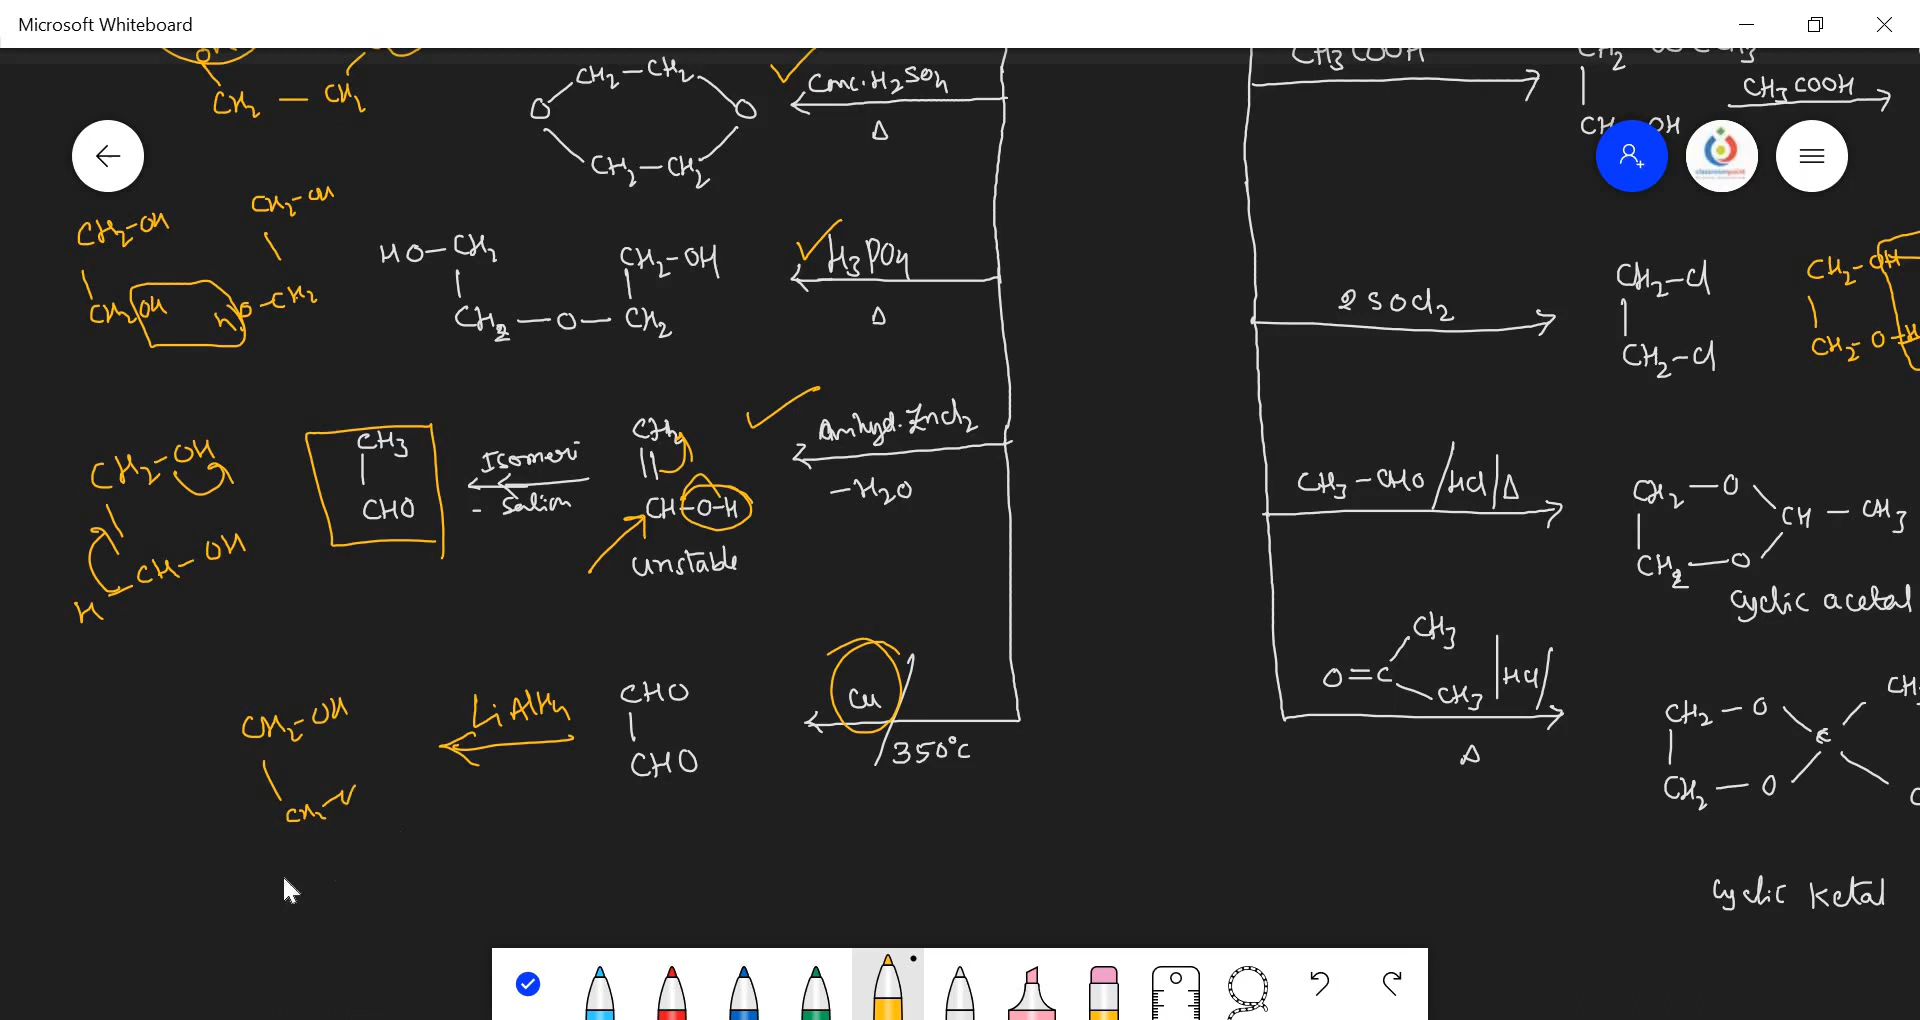 Microsoft Whiteboard
CH2 — CH2
CH2—CH2
O O
CH2—CH2
Conc. H2SO4
Δ
CH3COOH
CH3COOH
CH2-OH
CH2OH
CH2-OH
HO-CH2
HO—CH2
CH2—O—CH2
CH2-OH
H3PO4
Δ
2SOCl2
CH2-Cl
CH2-Cl
CH2-OH
CH2-O-H
CH2-OH
CH-OH
H
CH3
CHO
Isomeri
- sation
CH2
CH-O-H
unstable
Anhyd. ZnCl2
-H2O
CH3-CHO/HCl/Δ
CH2—O
CH—CH3
CH2—O
cyclic acetal
CH2-OH
LiAlH4
CHO
CHO
Cu
350°C
O=C
CH3
CH3
HCl
Δ
CH2-O
C
CH2—O
cyclic ketal